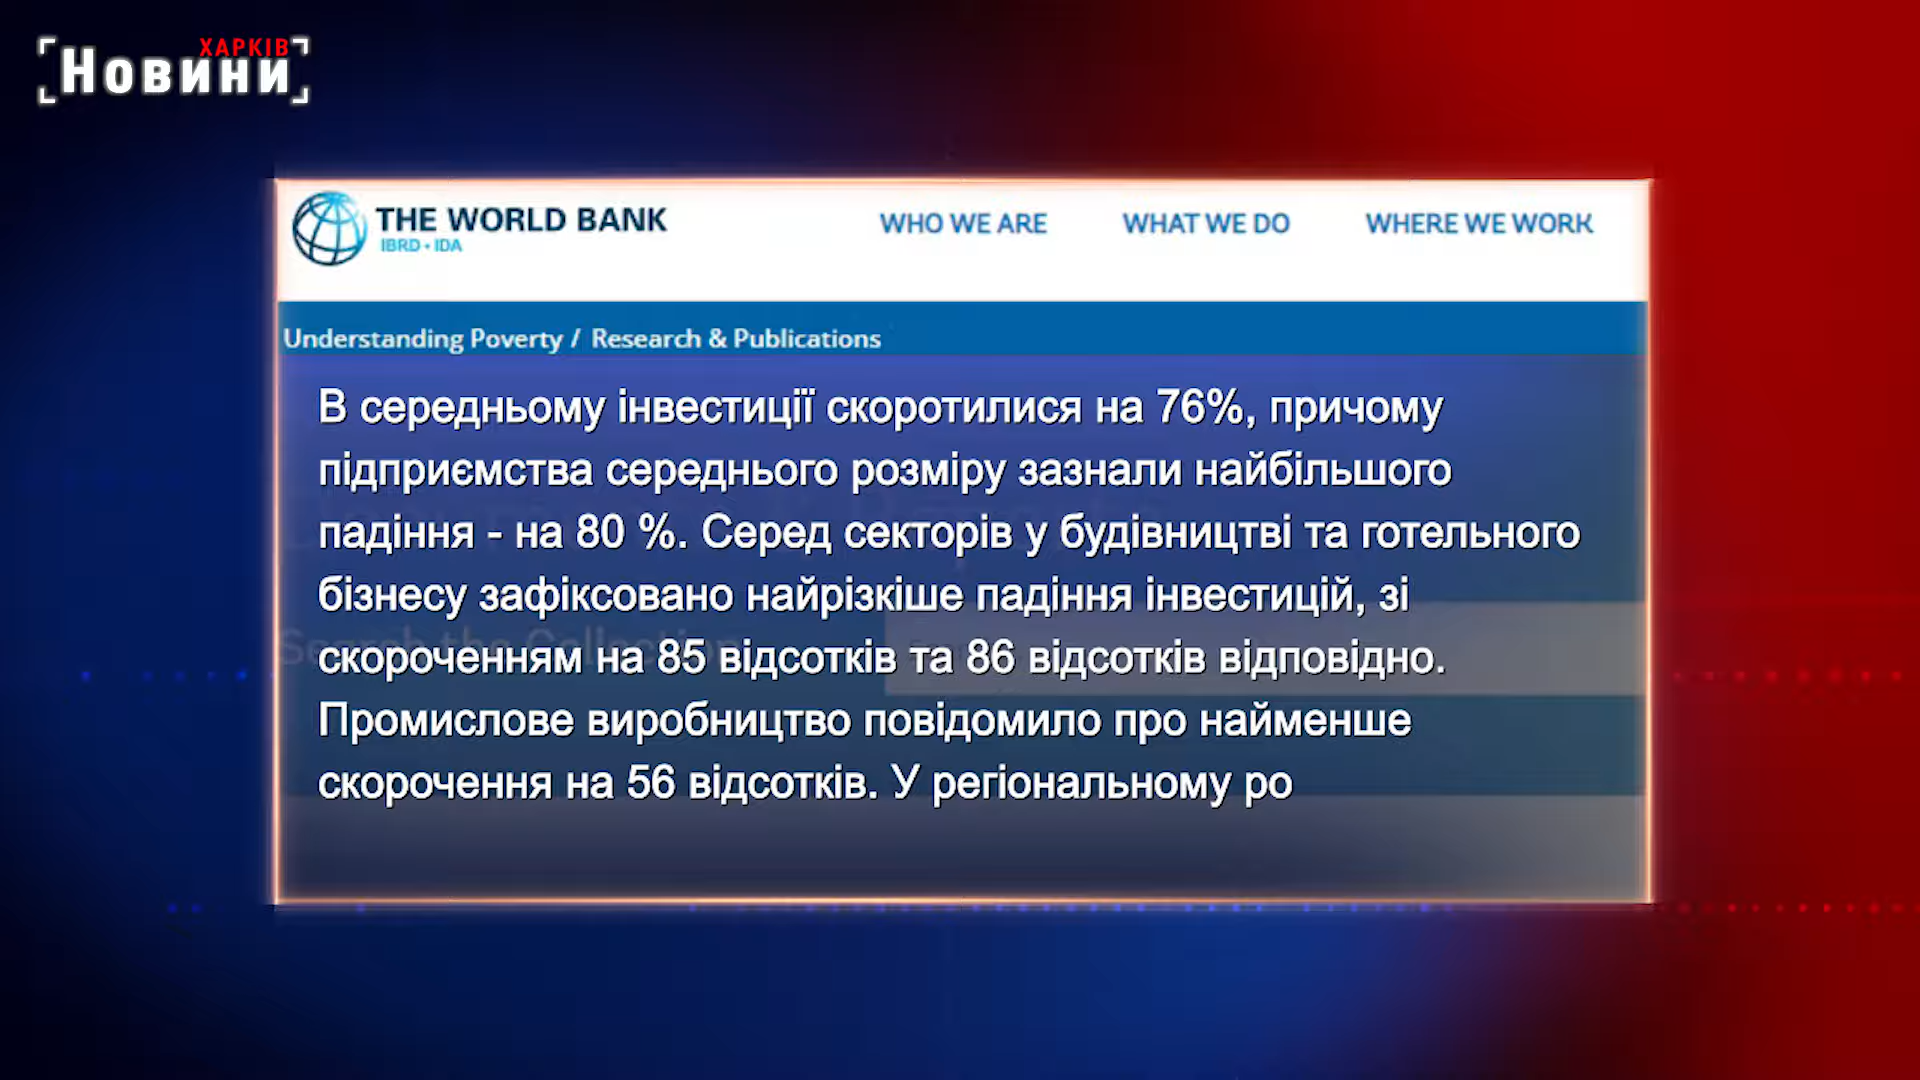 ХАРКІВ
Новини
THE WORLD BANK
IBRD • IDA
WHO WE ARE
WHAT WE DO
WHERE WE WORK
Understanding Poverty / Research & Publications
В середньому інвестиції скоротилися на 76%, причому
підприємства середнього розміру зазнали найбільшого
падіння - на 80 %. Серед секторів у будівництві та готельного
бізнесу зафіксовано найрізкіше падіння інвестицій, зі
скороченням на 85 відсотків та 86 відсотків відповідно.
Промислове виробництво повідомило про найменше
скорочення на 56 відсотків. У регіональному ро